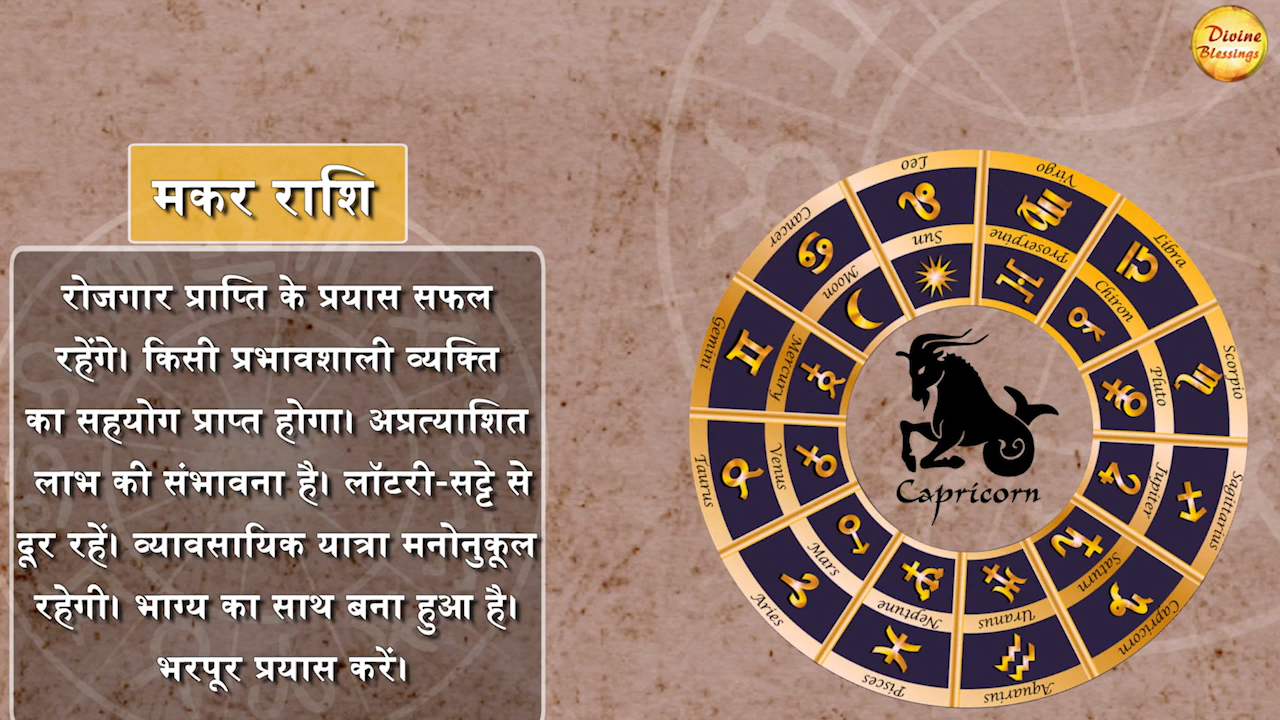 Divine
Blessings
मकर राशि
रोजगार प्राप्ति के प्रयास सफल
रहेंगे। किसी प्रभावशाली व्यक्ति
का सहयोग प्राप्त होगा। अप्रत्याशित
लाभ की संभावना है। लॉटरी-सट्टे से
दूर रहें। व्यावसायिक यात्रा मनोनुकूल
रहेगी। भाग्य का साथ बना हुआ है।
भरपूर प्रयास करें।
Leo
Virgo
Libra
Scorpio
Sagittarius
Capricorn
Aquarius
Pisces
Aries
Taurus
Gemini
Cancer
Sun
Proserpine
Chiron
Pluto
Jupiter
Saturn
Uranus
Neptune
Mars
Venus
Mercury
Moon
Capricorn